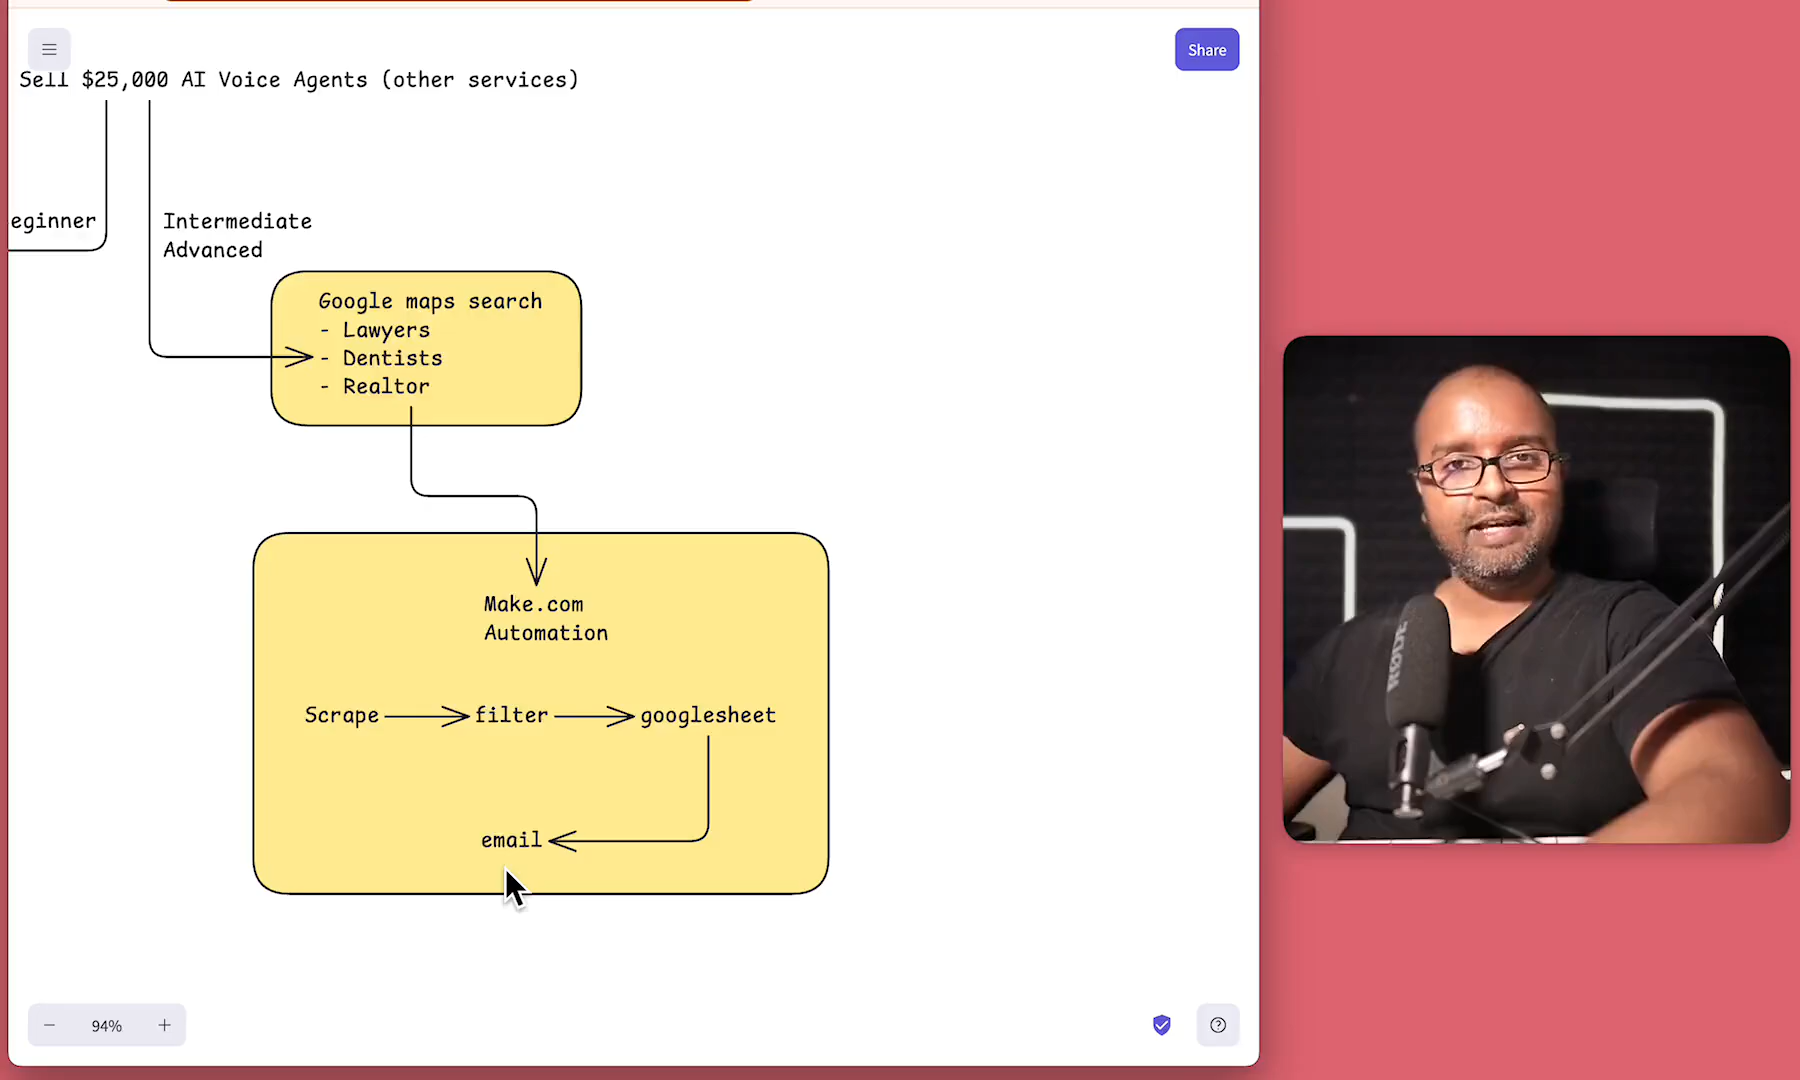 Share
Sell $25,000 AI Voice Agents (other services)
eginner
Intermediate
Advanced
Google maps search
- Lawyers
- Dentists
- Realtor
Make.com
Automation
Scrape
filter
googlesheet
email
94%
RØDE